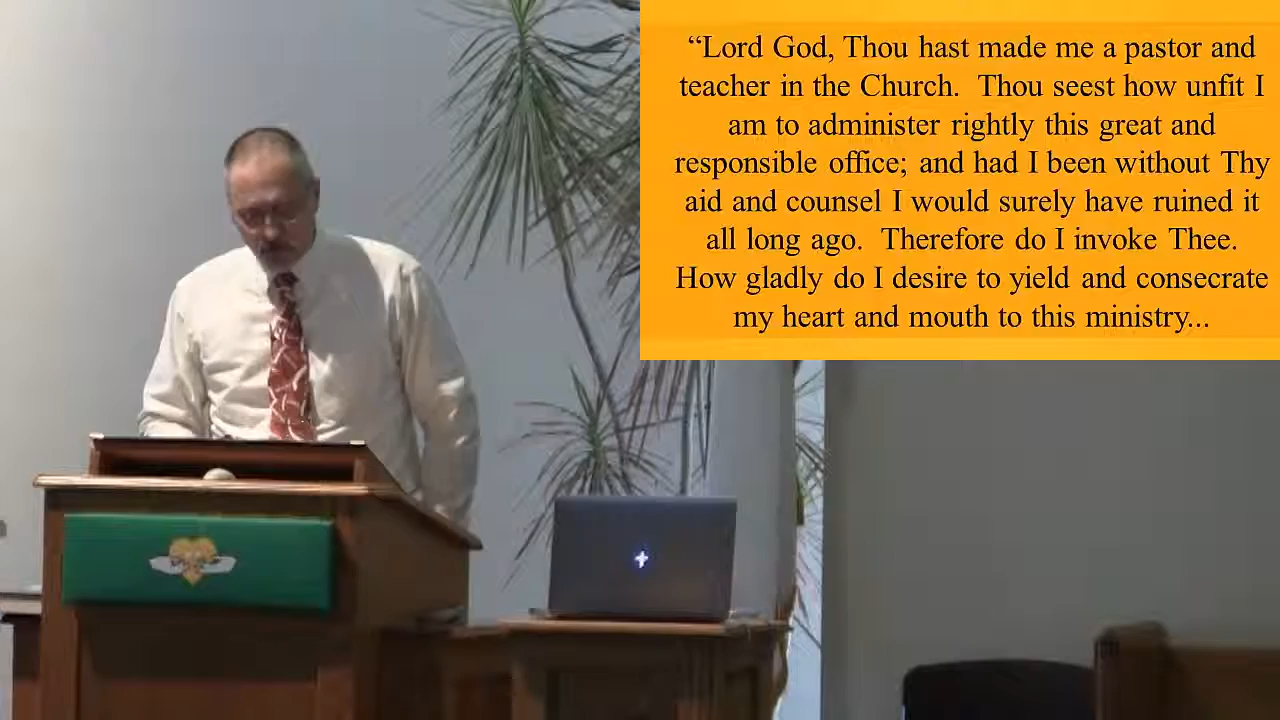 “Lord God, Thou hast made me a pastor and
teacher in the Church.  Thou seest how unfit I
am to administer rightly this great and
responsible office; and had I been without Thy
aid and counsel I would surely have ruined it
all long ago.  Therefore do I invoke Thee.
How gladly do I desire to yield and consecrate
my heart and mouth to this ministry...